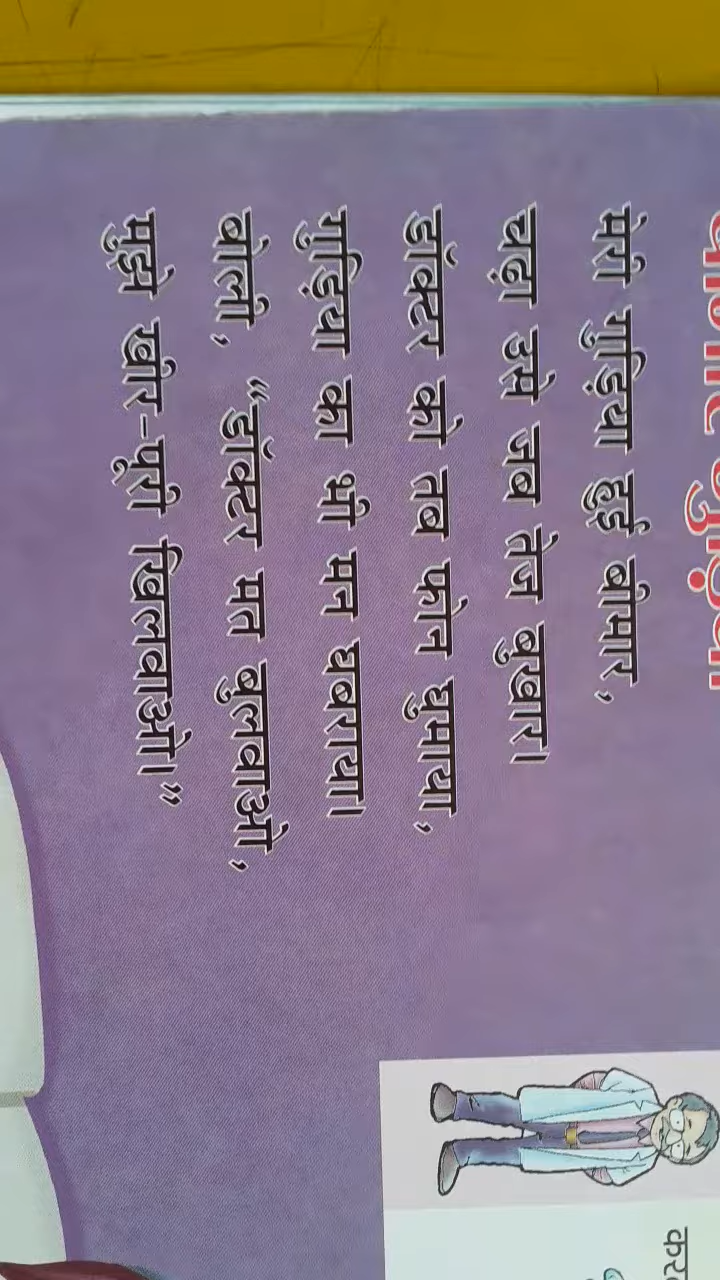 मेरी गुड़िया हुई बीमार,
चढ़ा उसे जब तेज बुखार।
डॉक्टर को तब फोन घुमाया,
गुड़िया का भी मन घबराया।
बोली, “डॉक्टर मत बुलवाओ,
मुझे खीर-पूरी खिलवाओ।”